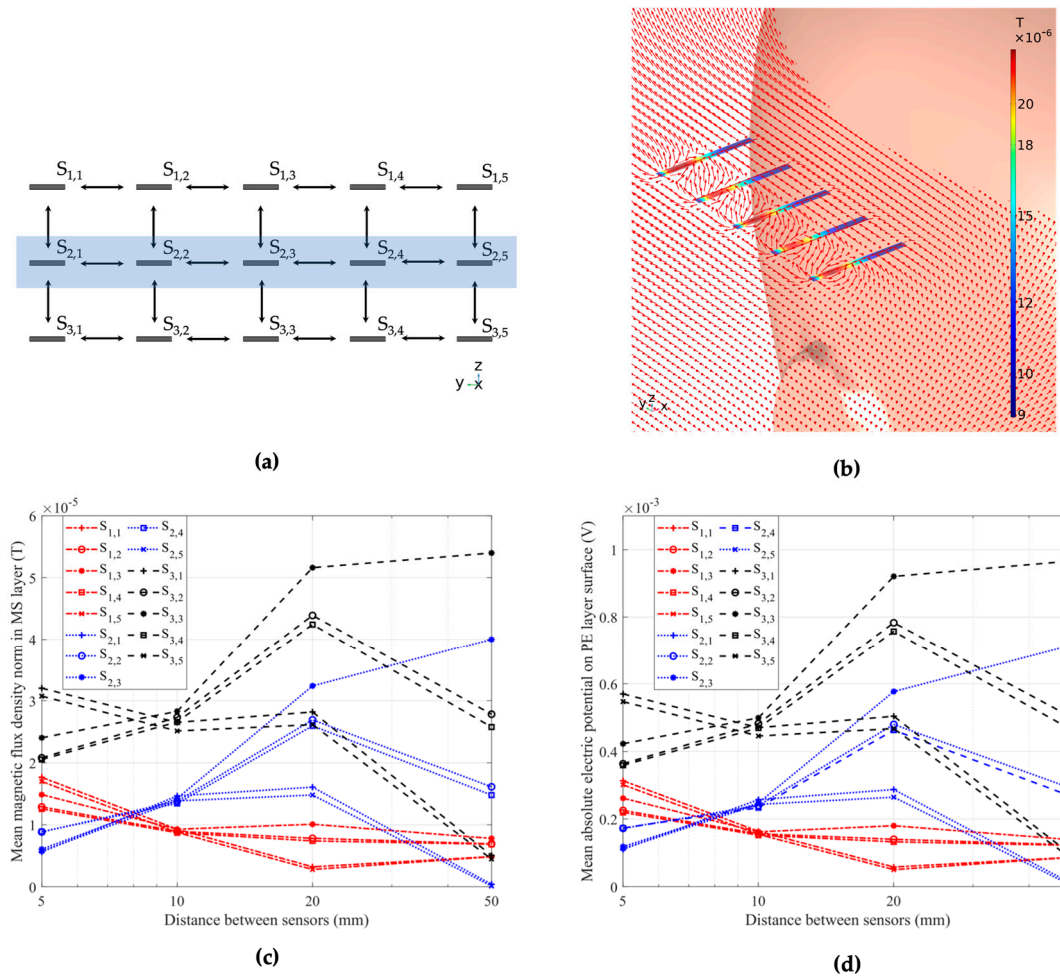 S1,1 S1,2 S1,3 S1,4 S1,5
S2,1 S2,2 S2,3 S2,4 S2,5
S3,1 S3,2 S3,3 S3,4 S3,5
z
y x
(a)
T
×10-6
20
18
15
12
10
9
y z x
(b)
×10-5
6
5
4
3
2
1
0
Mean magnetic flux density norm in MS layer (T)
S1,1
S1,2
S1,3
S1,4
S1,5
S2,1
S2,2
S2,3
S2,4
S2,5
S3,1
S3,2
S3,3
S3,4
S3,5
5 10 20 50
Distance between sensors (mm)
(c)
×10-3
1
0.8
0.6
0.4
0.2
0
Mean absolute electric potential on PE layer surface (V)
S1,1
S1,2
S1,3
S1,4
S1,5
S2,1
S2,2
S2,3
S2,4
S2,5
S3,1
S3,2
S3,3
S3,4
S3,5
5 10 20
Distance between sensors (mm)
(d)